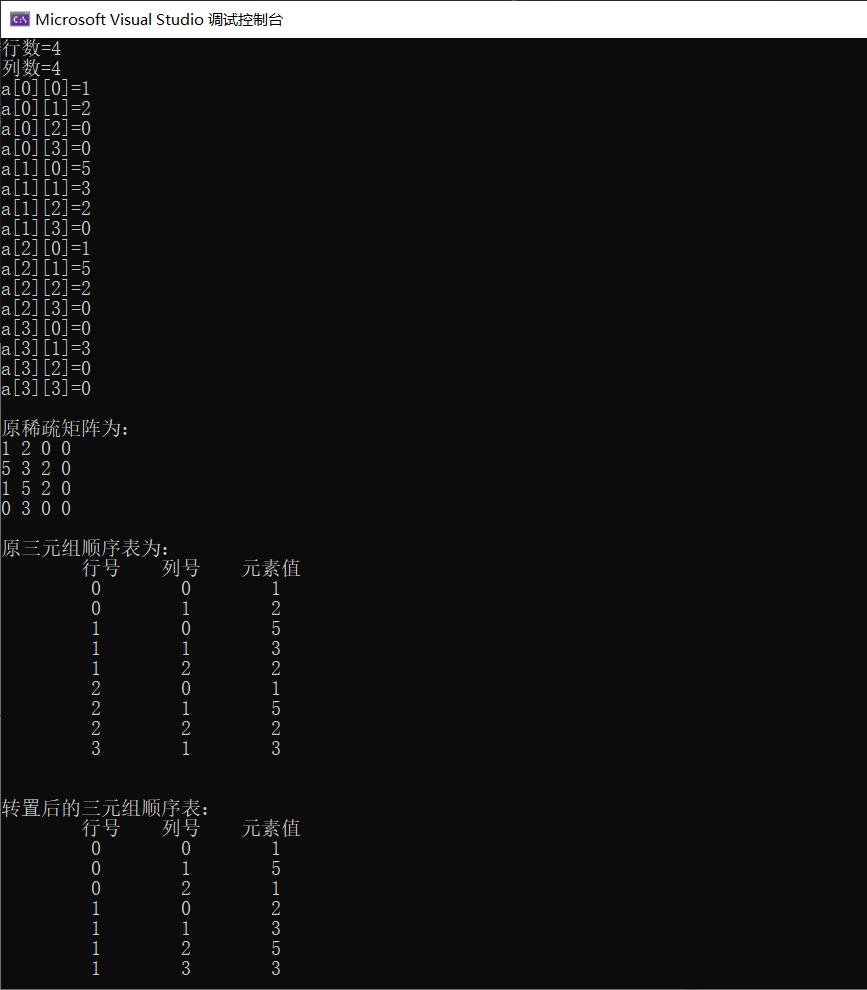 Microsoft Visual Studio 调试控制台
行数=4
列数=4
a[0][0]=1
a[0][1]=2
a[0][2]=0
a[0][3]=0
a[1][0]=5
a[1][1]=3
a[1][2]=2
a[1][3]=0
a[2][0]=1
a[2][1]=5
a[2][2]=2
a[2][3]=0
a[3][0]=0
a[3][1]=3
a[3][2]=0
a[3][3]=0
原稀疏矩阵为:
1 2 0 0
5 3 2 0
1 5 2 0
0 3 0 0
原三元组顺序表为:
行号 列号 元素值
0 0 1
0 1 2
1 0 5
1 1 3
1 2 2
2 0 1
2 1 5
2 2 2
3 1 3
转置后的三元组顺序表:
行号 列号 元素值
0 0 1
0 1 5
0 2 1
1 0 2
1 1 3
1 2 5
1 3 3